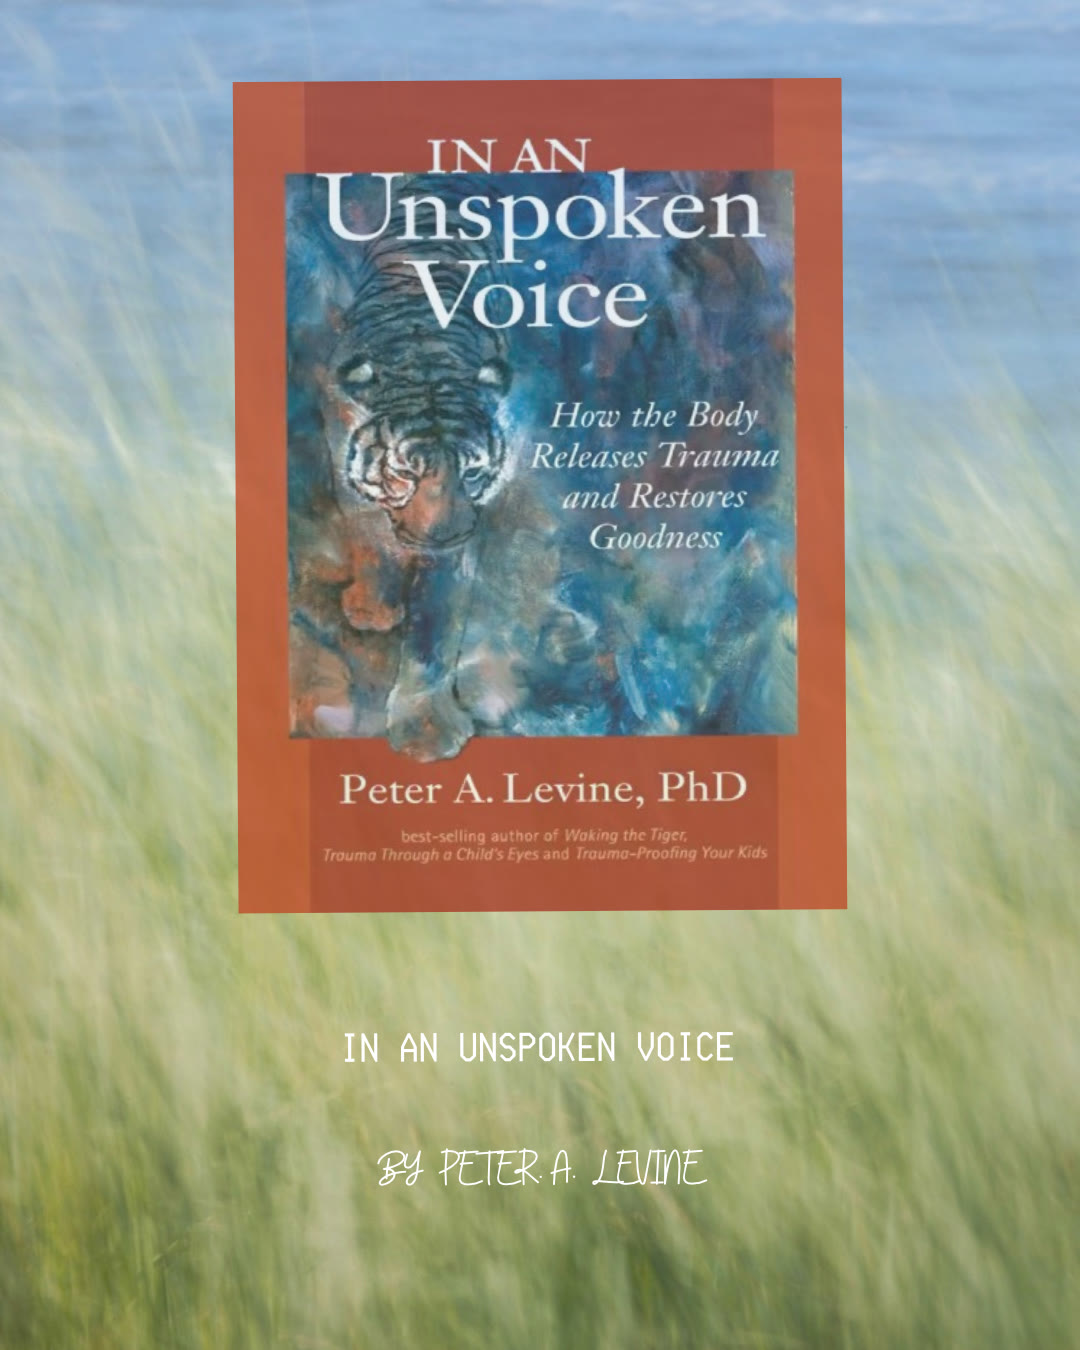 IN AN
Unspoken
Voice
How the Body
Releases Trauma
and Restores
Goodness
Peter A. Levine, PhD
best-selling author of Waking the Tiger,
Trauma Through a Child's Eyes and Trauma-Proofing Your Kids
IN AN UNSPOKEN VOICE
BY PETER. A. LEVINE